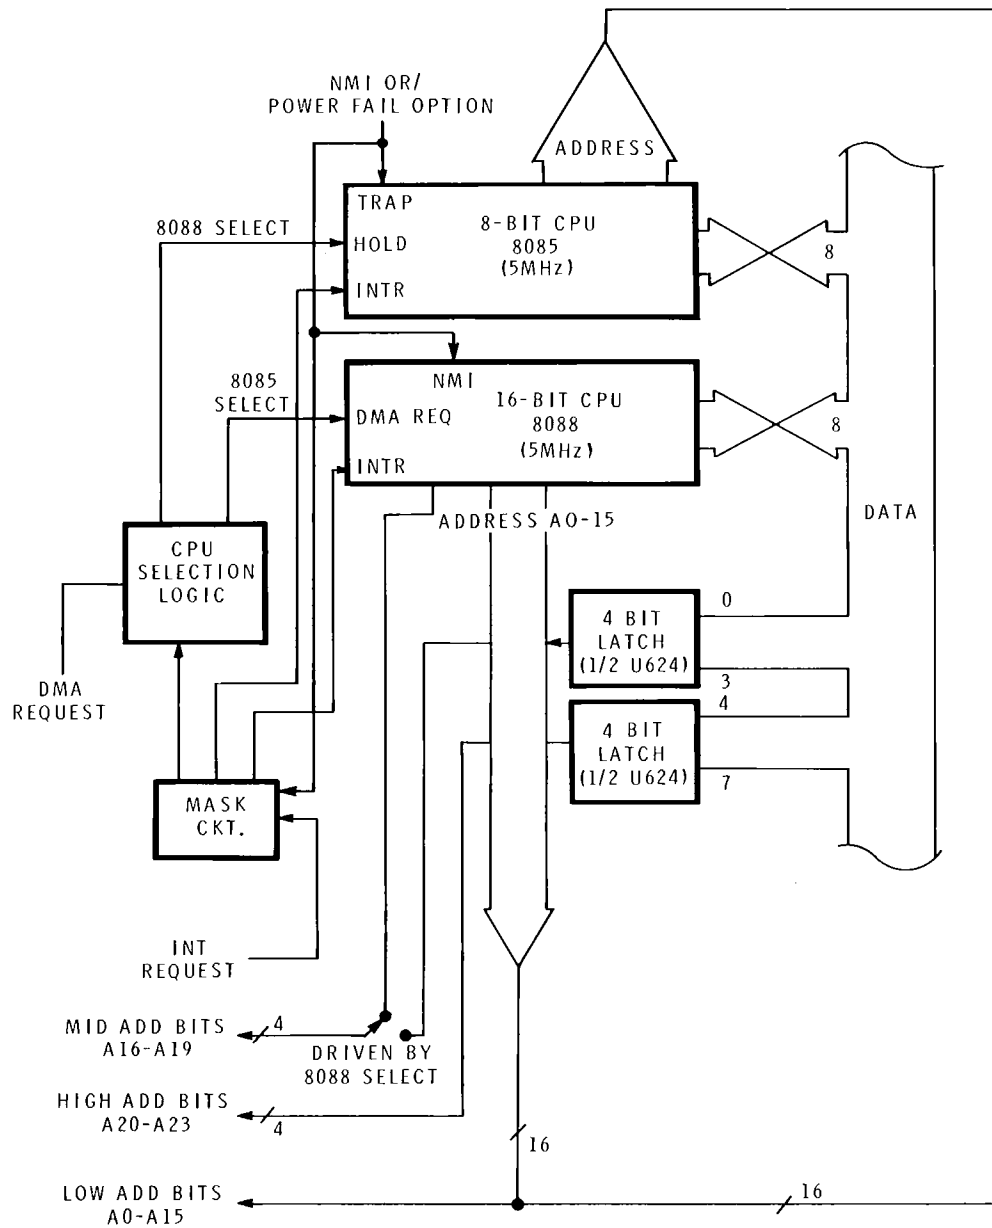 NMI OR/
POWER FAIL OPTION
ADDRESS
TRAP
8-BIT CPU
8085
(5MHz)
8088 SELECT
HOLD
INTR
8
NMI
8085
SELECT
DMA REQ
16-BIT CPU
8088
(5MHz)
INTR
8
ADDRESS A0-15
DATA
CPU
SELECTION
LOGIC
4 BIT
LATCH
(1/2 U624)
0
3
DMA
REQUEST
4 BIT
LATCH
(1/2 U624)
4
7
MASK
CKT.
INT
REQUEST
MID ADD BITS
A16-A19
4
DRIVEN BY
8088 SELECT
HIGH ADD BITS
A20-A23
4
16
LOW ADD BITS
A0-A15
16